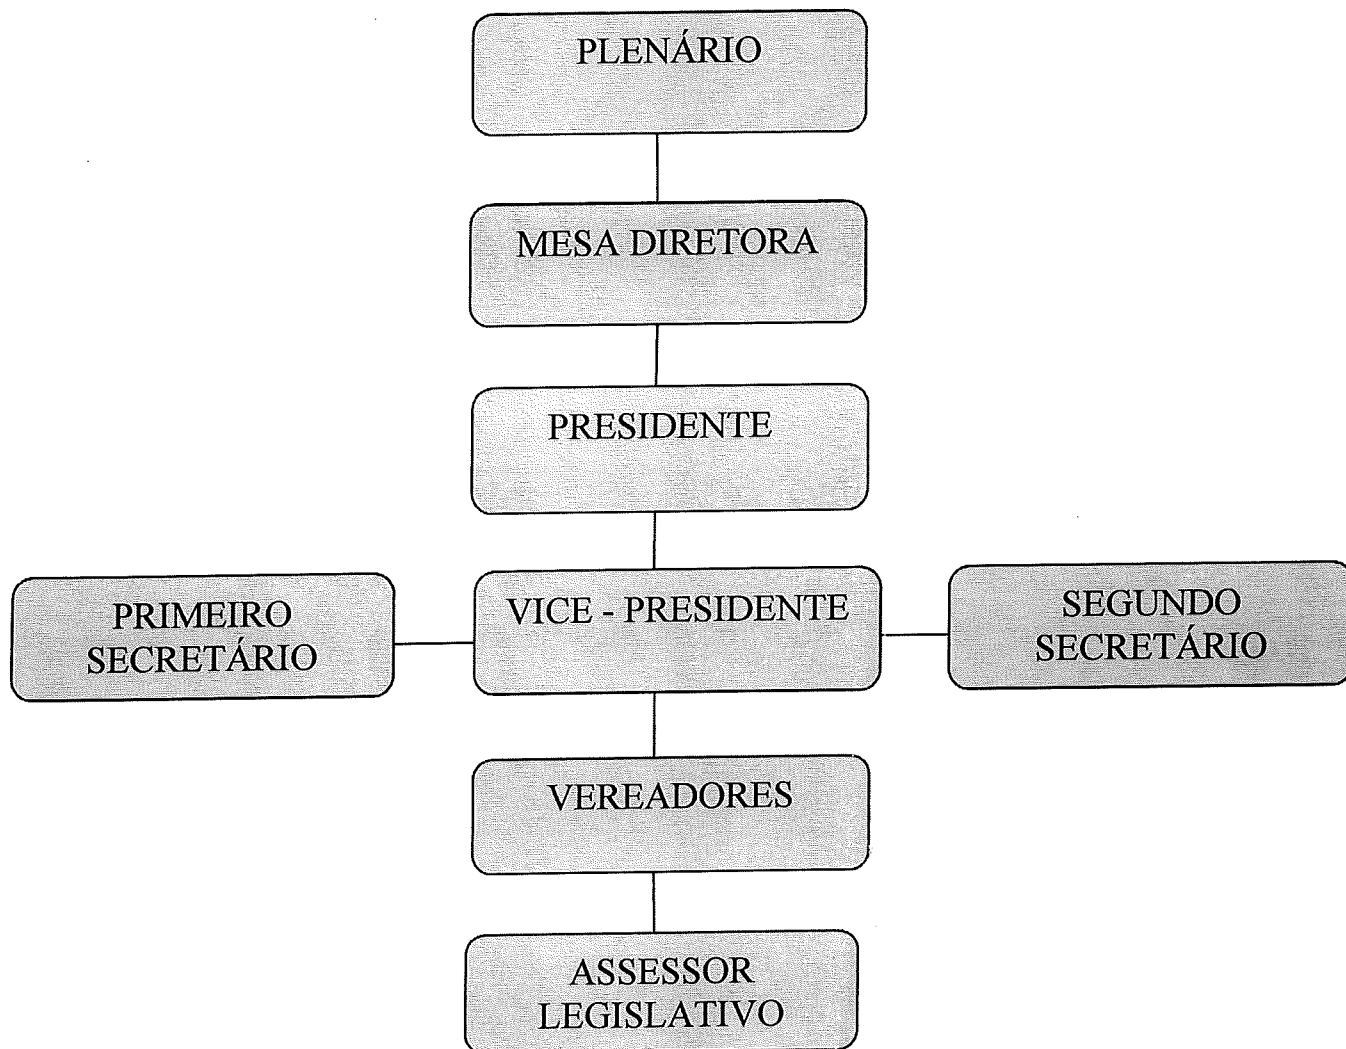 PLENÁRIO
MESA DIRETORA
PRESIDENTE
PRIMEIRO
SECRETÁRIO
VICE - PRESIDENTE
SEGUNDO
SECRETÁRIO
VEREADORES
ASSESSOR
LEGISLATIVO